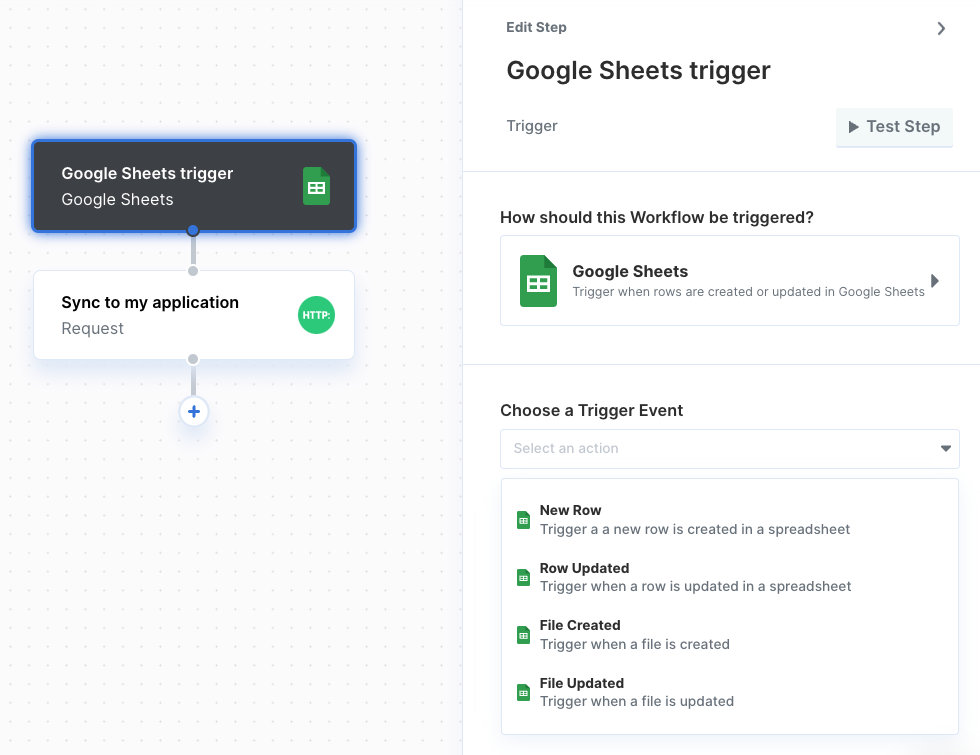 Google Sheets trigger
Google Sheets
Sync to my application
Request
HTTP:
Edit Step
Google Sheets trigger
Trigger
Test Step
How should this Workflow be triggered?
Google Sheets
Trigger when rows are created or updated in Google Sheets
Choose a Trigger Event
Select an action
New Row
Trigger a a new row is created in a spreadsheet
Row Updated
Trigger when a row is updated in a spreadsheet
File Created
Trigger when a file is created
File Updated
Trigger when a file is updated